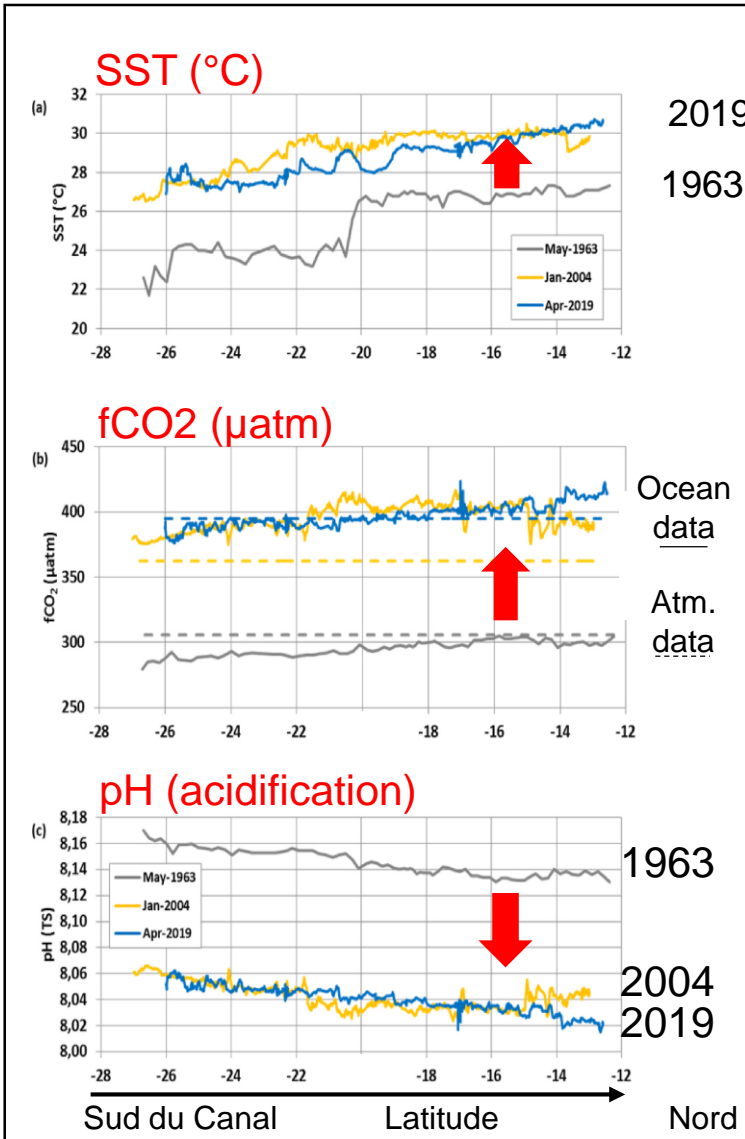 SST (°C)
(a)
32
30
28
26
24
22
20
SST (°C)
May-1963
Jan-2004
Apr-2019
-28 -26 -24 -22 -20 -18 -16 -14 -12
2019
1963
fCO2 (µatm)
(b)
450
400
350
300
250
fCO₂ (µatm)
-28 -26 -24 -22 -20 -18 -16 -14 -12
Ocean
data
Atm.
data
pH (acidification)
(c)
8,18
8,16
8,14
8,12
8,10
8,08
8,06
8,04
8,02
8,00
pH (TS)
May-1963
Jan-2004
Apr-2019
1963
2004
2019
-28 -26 -24 -22 -20 -18 -16 -14 -12
Sud du Canal Latitude Nord